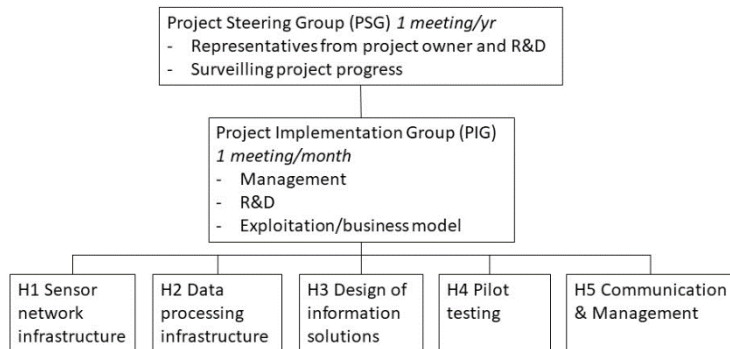 Project Steering Group (PSG) 1 meeting/yr
- Representatives from project owner and R&D
- Surveilling project progress
Project Implementation Group (PIG)
1 meeting/month
- Management
- R&D
- Exploitation/business model
H1 Sensor
network
infrastructure
H2 Data
processing
infrastructure
H3 Design of
information
solutions
H4 Pilot
testing
H5 Communication
& Management